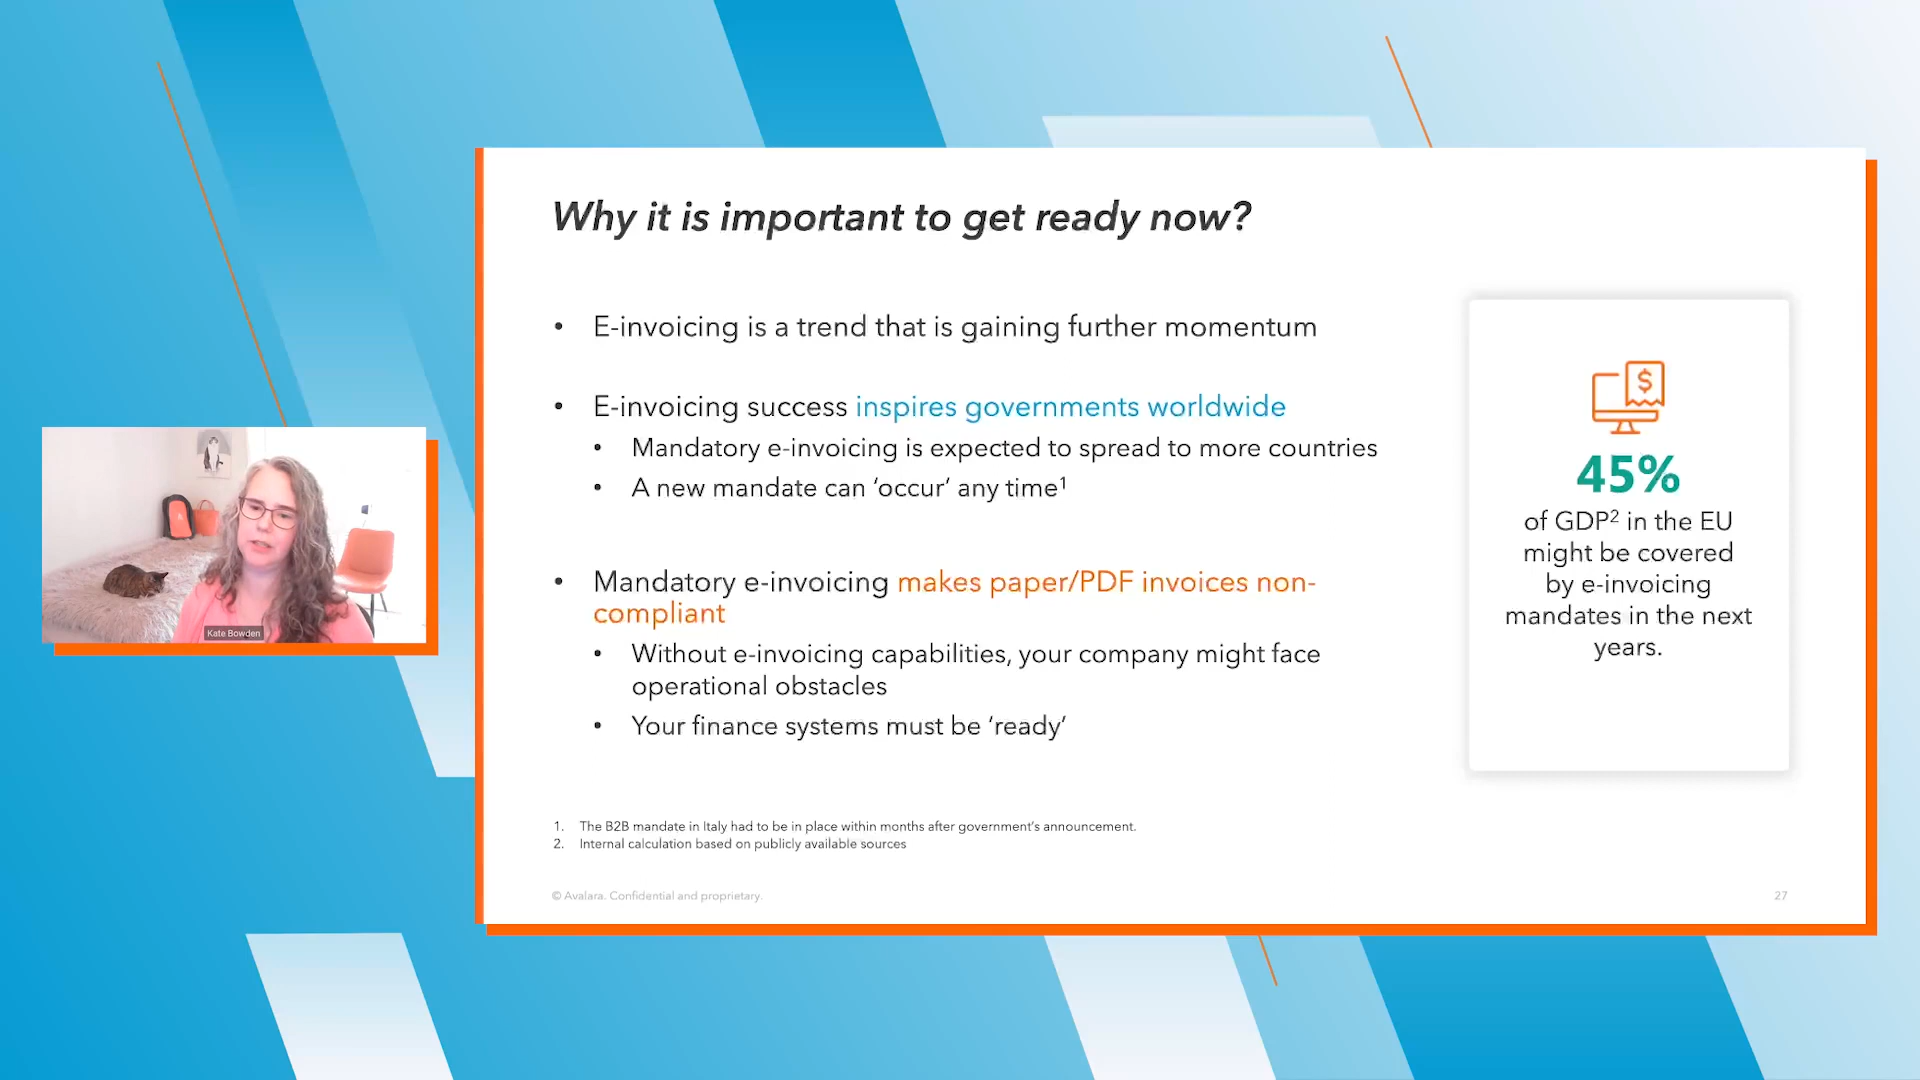 Why it is important to get ready now?
• E-invoicing is a trend that is gaining further momentum
• E-invoicing success inspires governments worldwide
• Mandatory e-invoicing is expected to spread to more countries
• A new mandate can ‘occur’ any time¹
• Mandatory e-invoicing makes paper/PDF invoices non-
compliant
• Without e-invoicing capabilities, your company might face
operational obstacles
• Your finance systems must be ‘ready’
$
45%
of GDP² in the EU
might be covered
by e-invoicing
mandates in the next
years.
1. The B2B mandate in Italy had to be in place within months after government’s announcement.
2. Internal calculation based on publicly available sources
© Avalara. Confidential and proprietary.
27
Kate Bowden